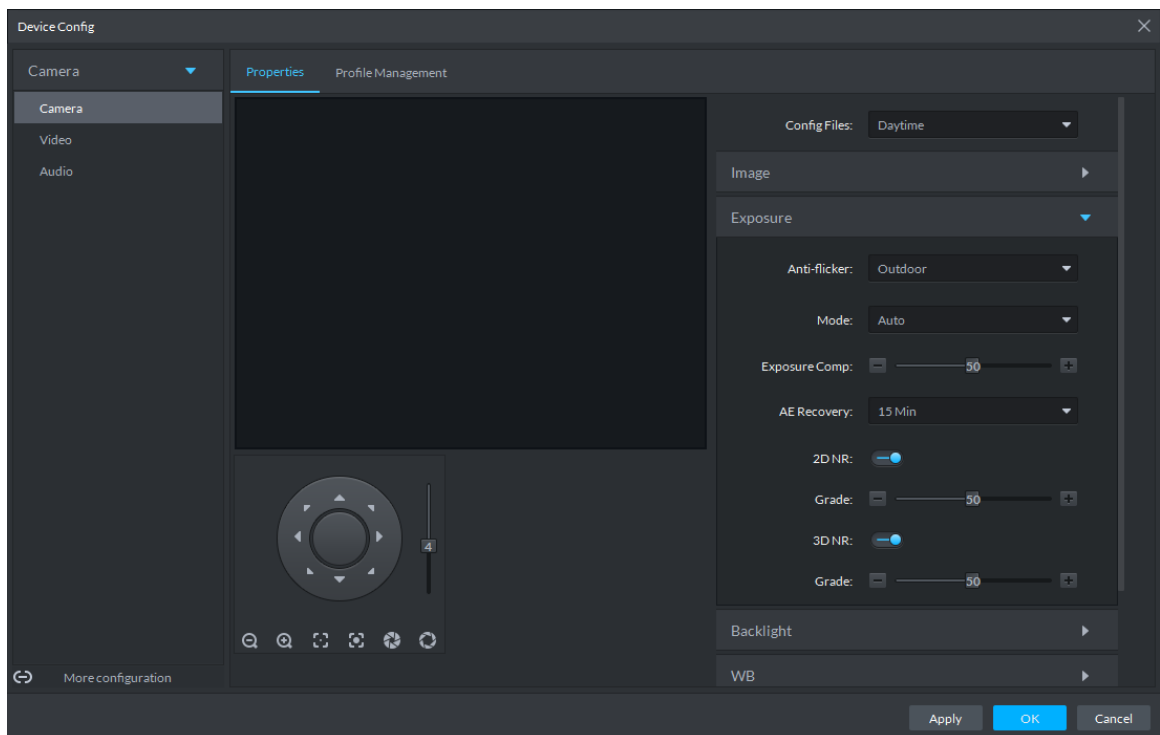 Device Config
Camera
Camera
Video
Audio
More configuration
Properties Profile Management
Config Files: Daytime
Image
Exposure
Anti-flicker: Outdoor
Mode: Auto
Exposure Comp: 50
AE Recovery: 15 Min
2D NR:
Grade: 50
3D NR:
Grade: 50
Backlight
WB
4
Apply OK Cancel